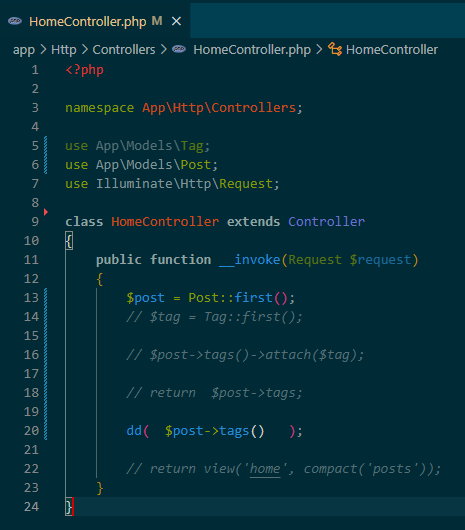 HomeController.php M ×
app > Http > Controllers > HomeController.php > HomeController
1 <?php
2
3 namespace App\Http\Controllers;
4
5 use App\Models\Tag;
6 use App\Models\Post;
7 use Illuminate\Http\Request;
8
9 class HomeController extends Controller
10 {
11     public function __invoke(Request $request)
12     {
13         $post = Post::first();
14         // $tag = Tag::first();
15
16         // $post->tags()->attach($tag);
17
18         // return  $post->tags;
19
20         dd(  $post->tags()   );
21
22         // return view('home', compact('posts'));
23     }
24 }